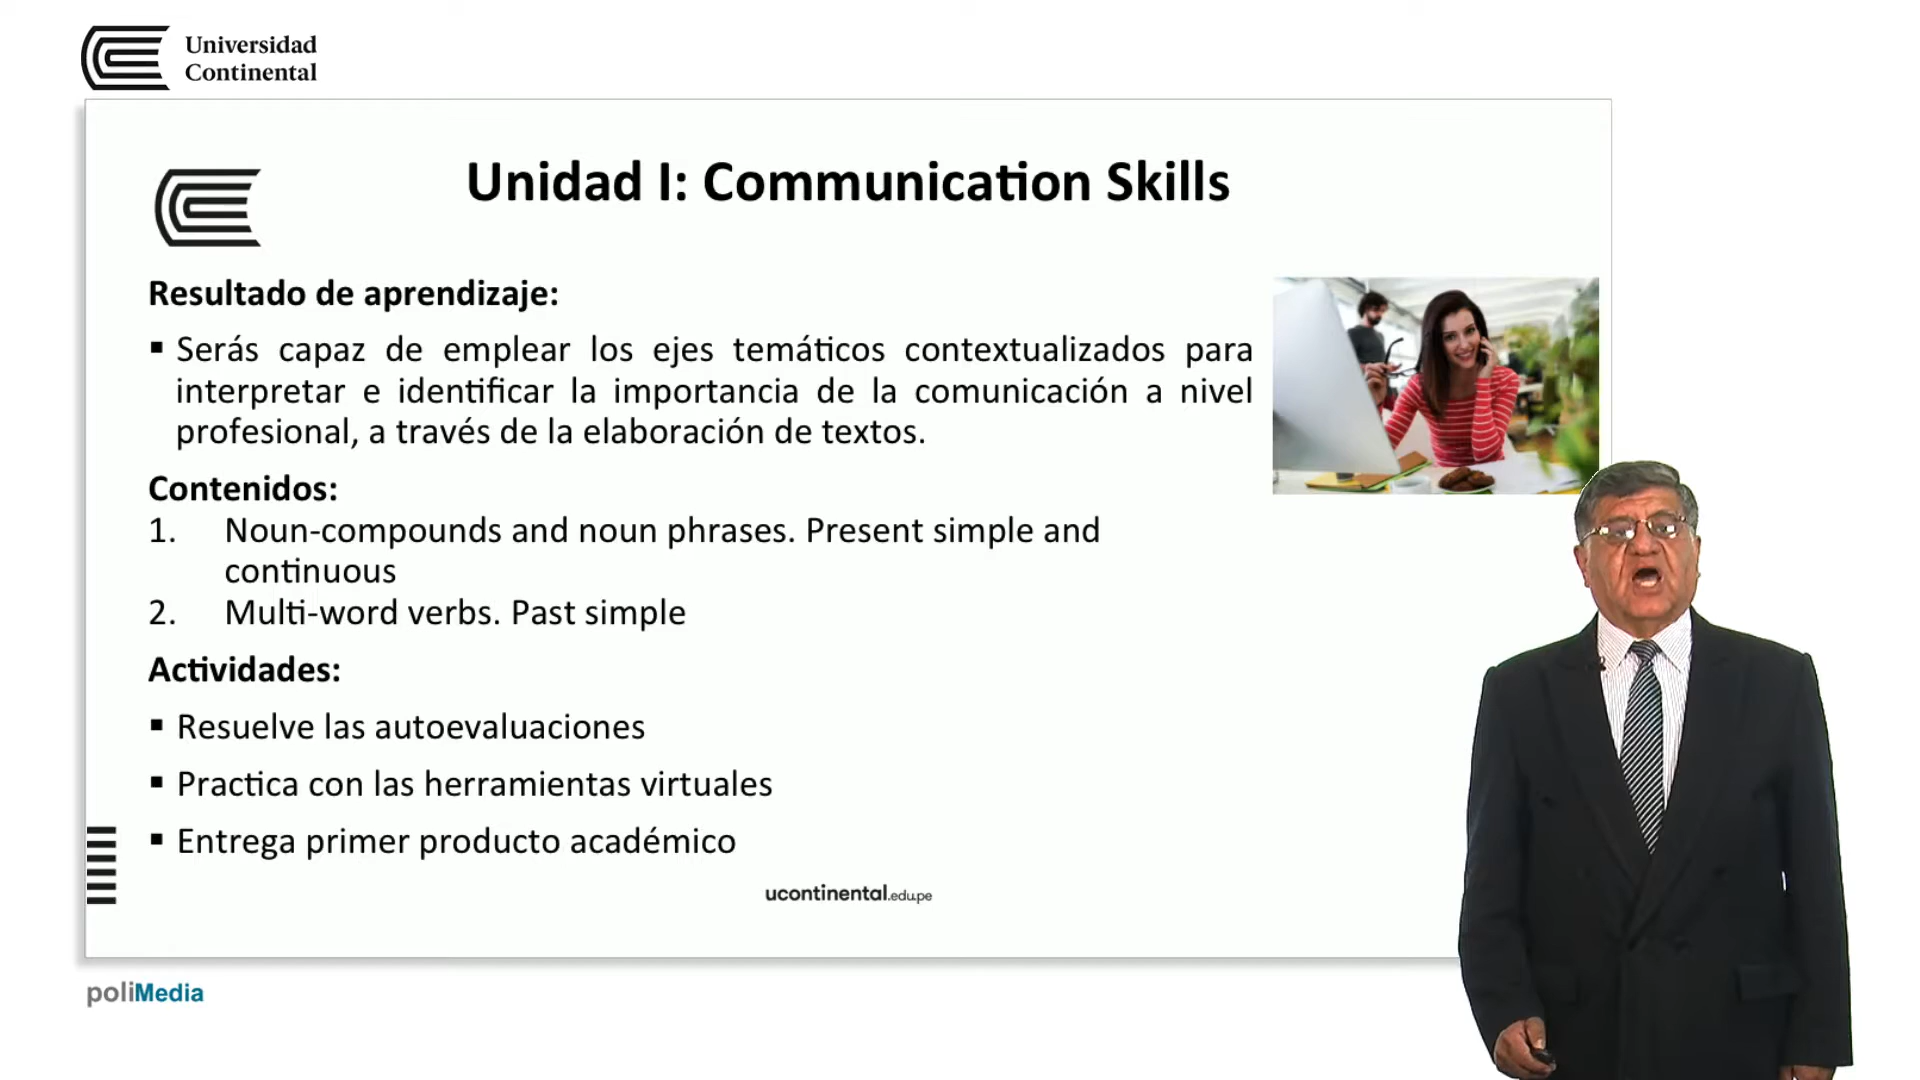 Universidad
Continental
Unidad I: Communication Skills
Resultado de aprendizaje:
▪ Serás capaz de emplear los ejes temáticos contextualizados para
interpretar e identificar la importancia de la comunicación a nivel
profesional, a través de la elaboración de textos.
Contenidos:
1. Noun-compounds and noun phrases. Present simple and
continuous
2. Multi-word verbs. Past simple
Actividades:
▪ Resuelve las autoevaluaciones
▪ Practica con las herramientas virtuales
▪ Entrega primer producto académico
ucontinental.edu.pe
poliMedia